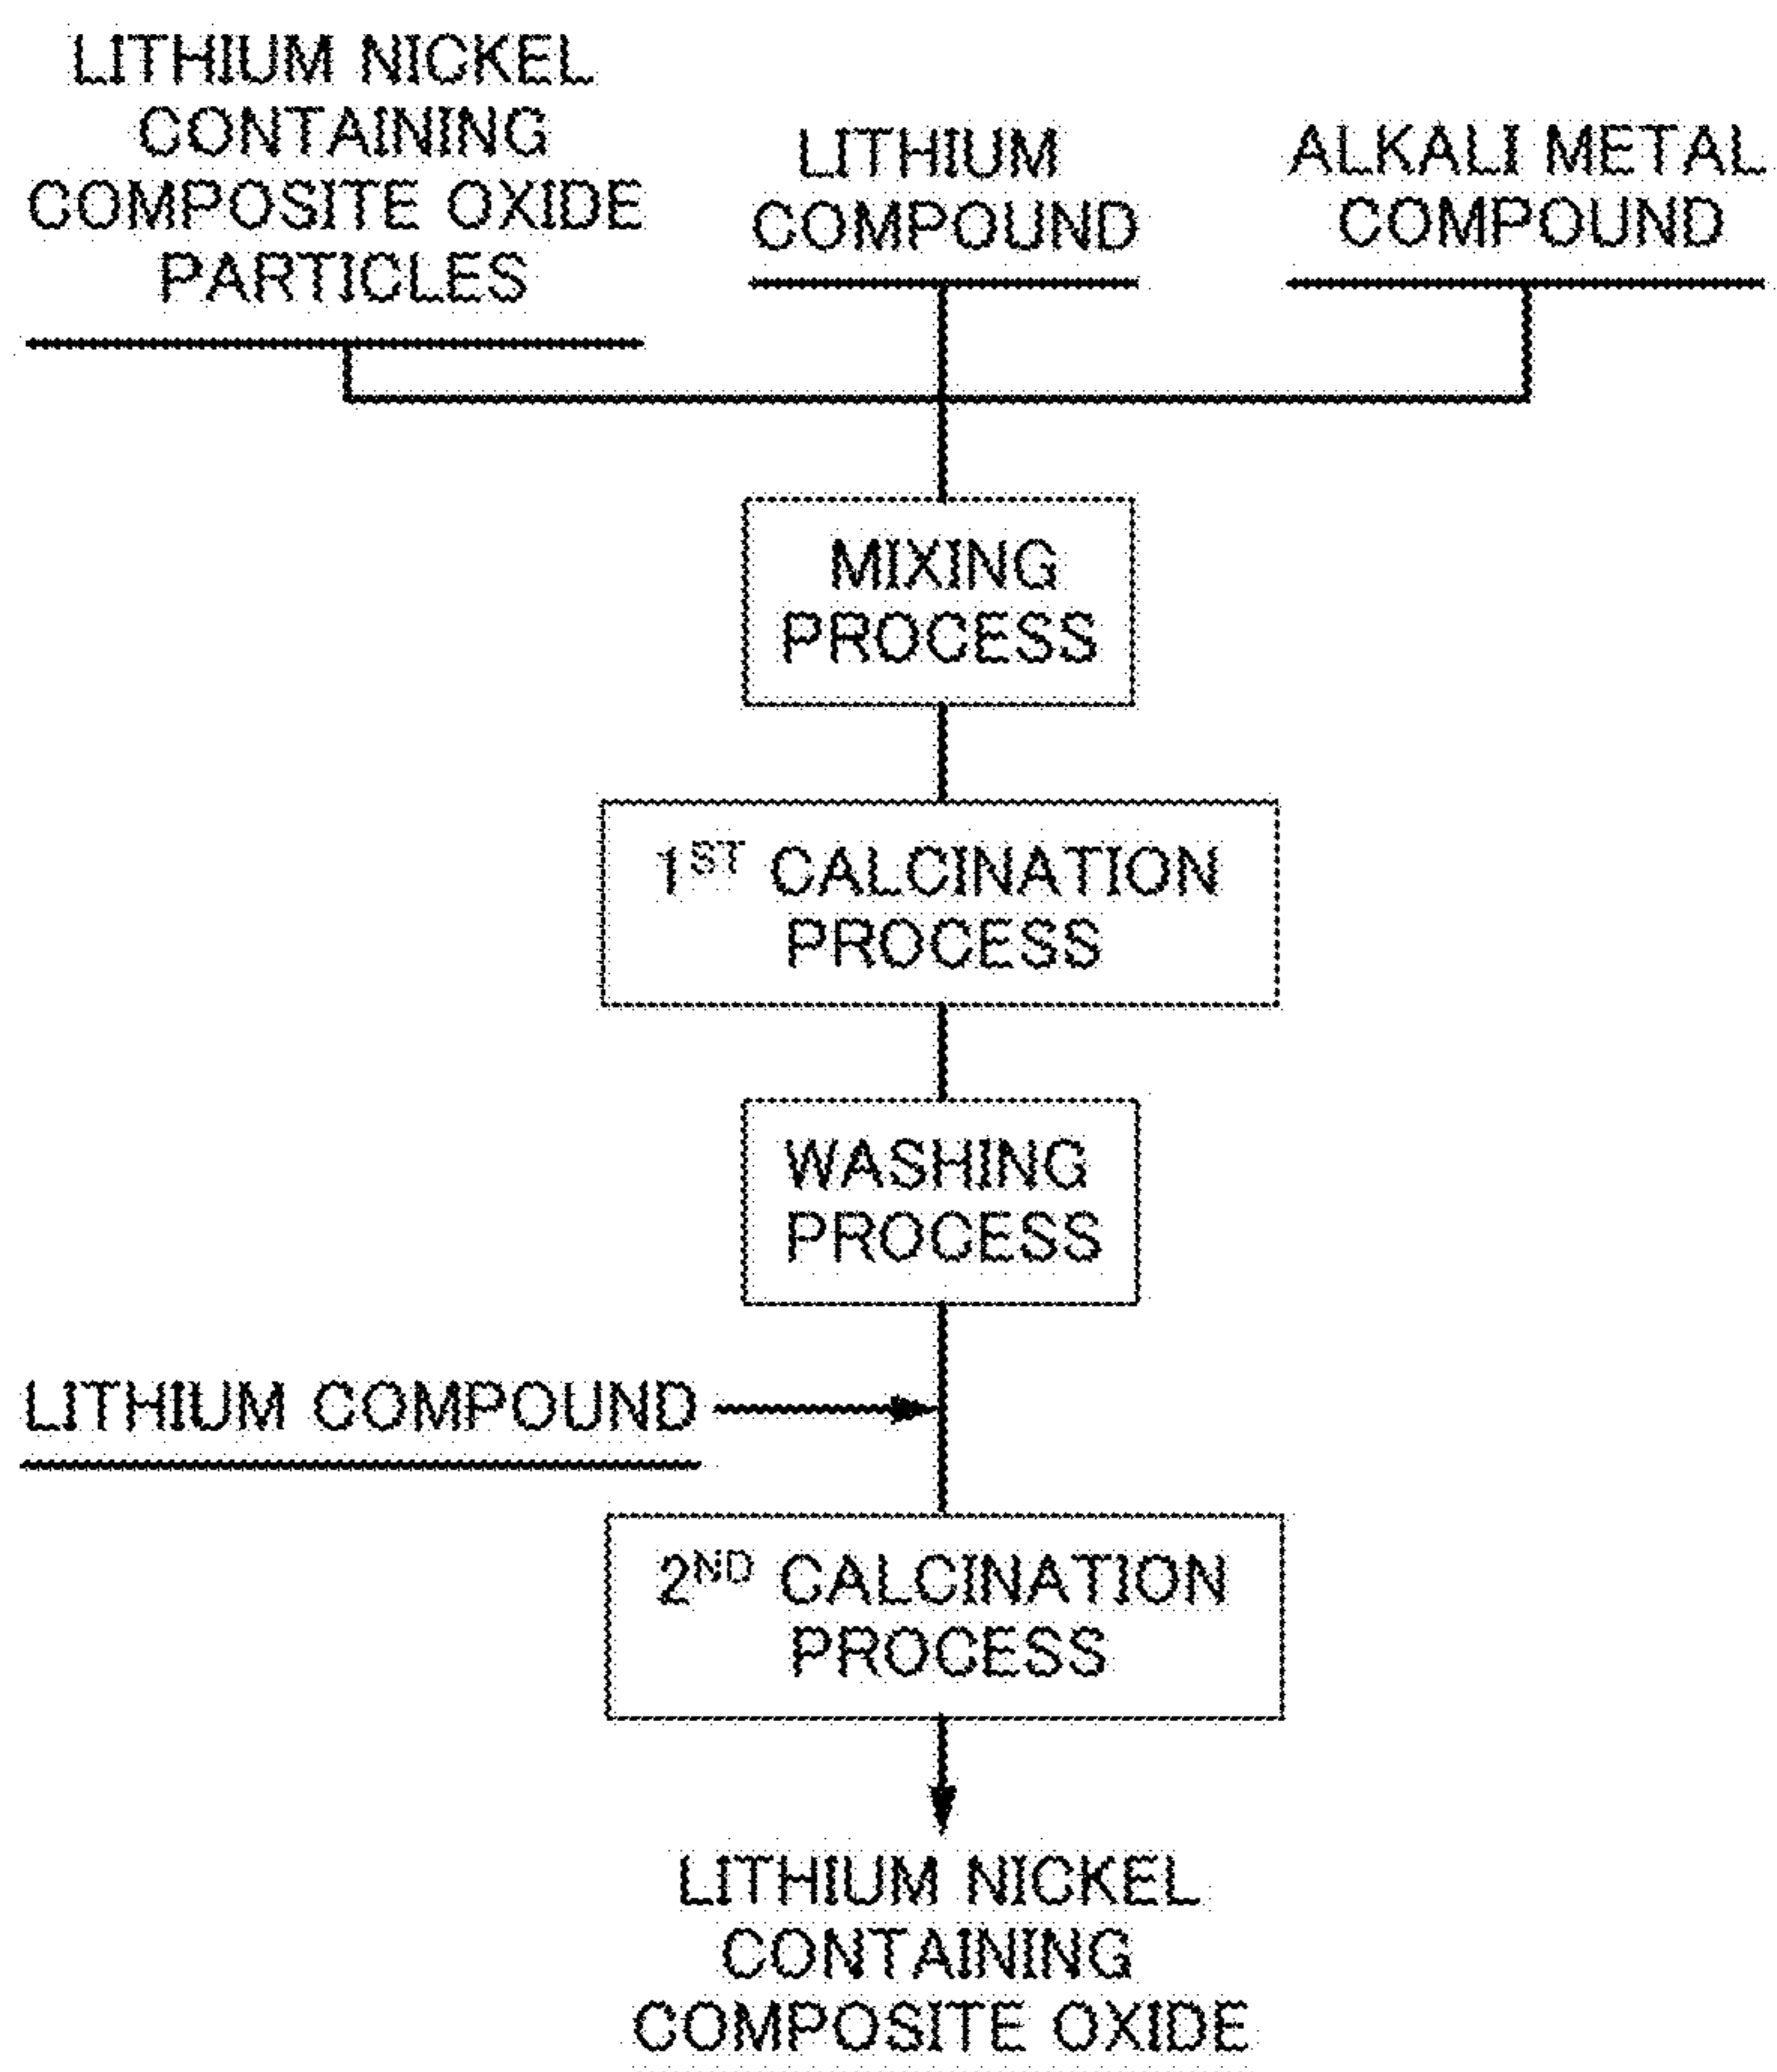 LITHIUM NICKEL
CONTAINING
COMPOSITE OXIDE
PARTICLES
LITHIUM
COMPOUND
ALKALI METAL
COMPOUND
MIXING
PROCESS
1ST CALCINATION
PROCESS
WASHING
PROCESS
LITHIUM COMPOUND
2ND CALCINATION
PROCESS
LITHIUM NICKEL
CONTAINING
COMPOSITE OXIDE